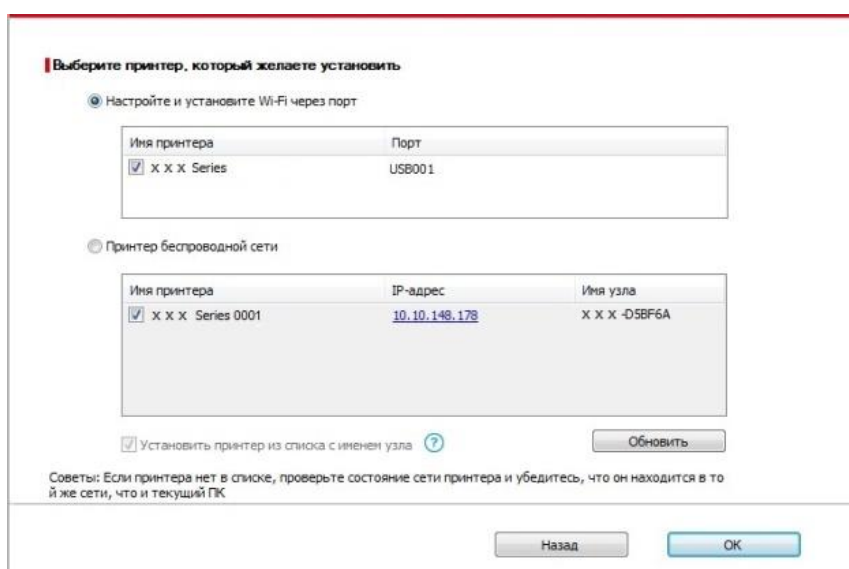 Выберите принтер, который желаете установить
Настройте и установите Wi-Fi через порт
Имя принтера Порт
X X X Series USB001
Принтер беспроводной сети
Имя принтера IP-адрес Имя узла
X X X Series 0001 10.10.148.178 X X X -D5BF6A
Установить принтер из списка с именем узла ?
Обновить
Советы: Если принтера нет в списке, проверьте состояние сети принтера и убедитесь, что он находится в то
й же сети, что и текущий ПК
Назад OK